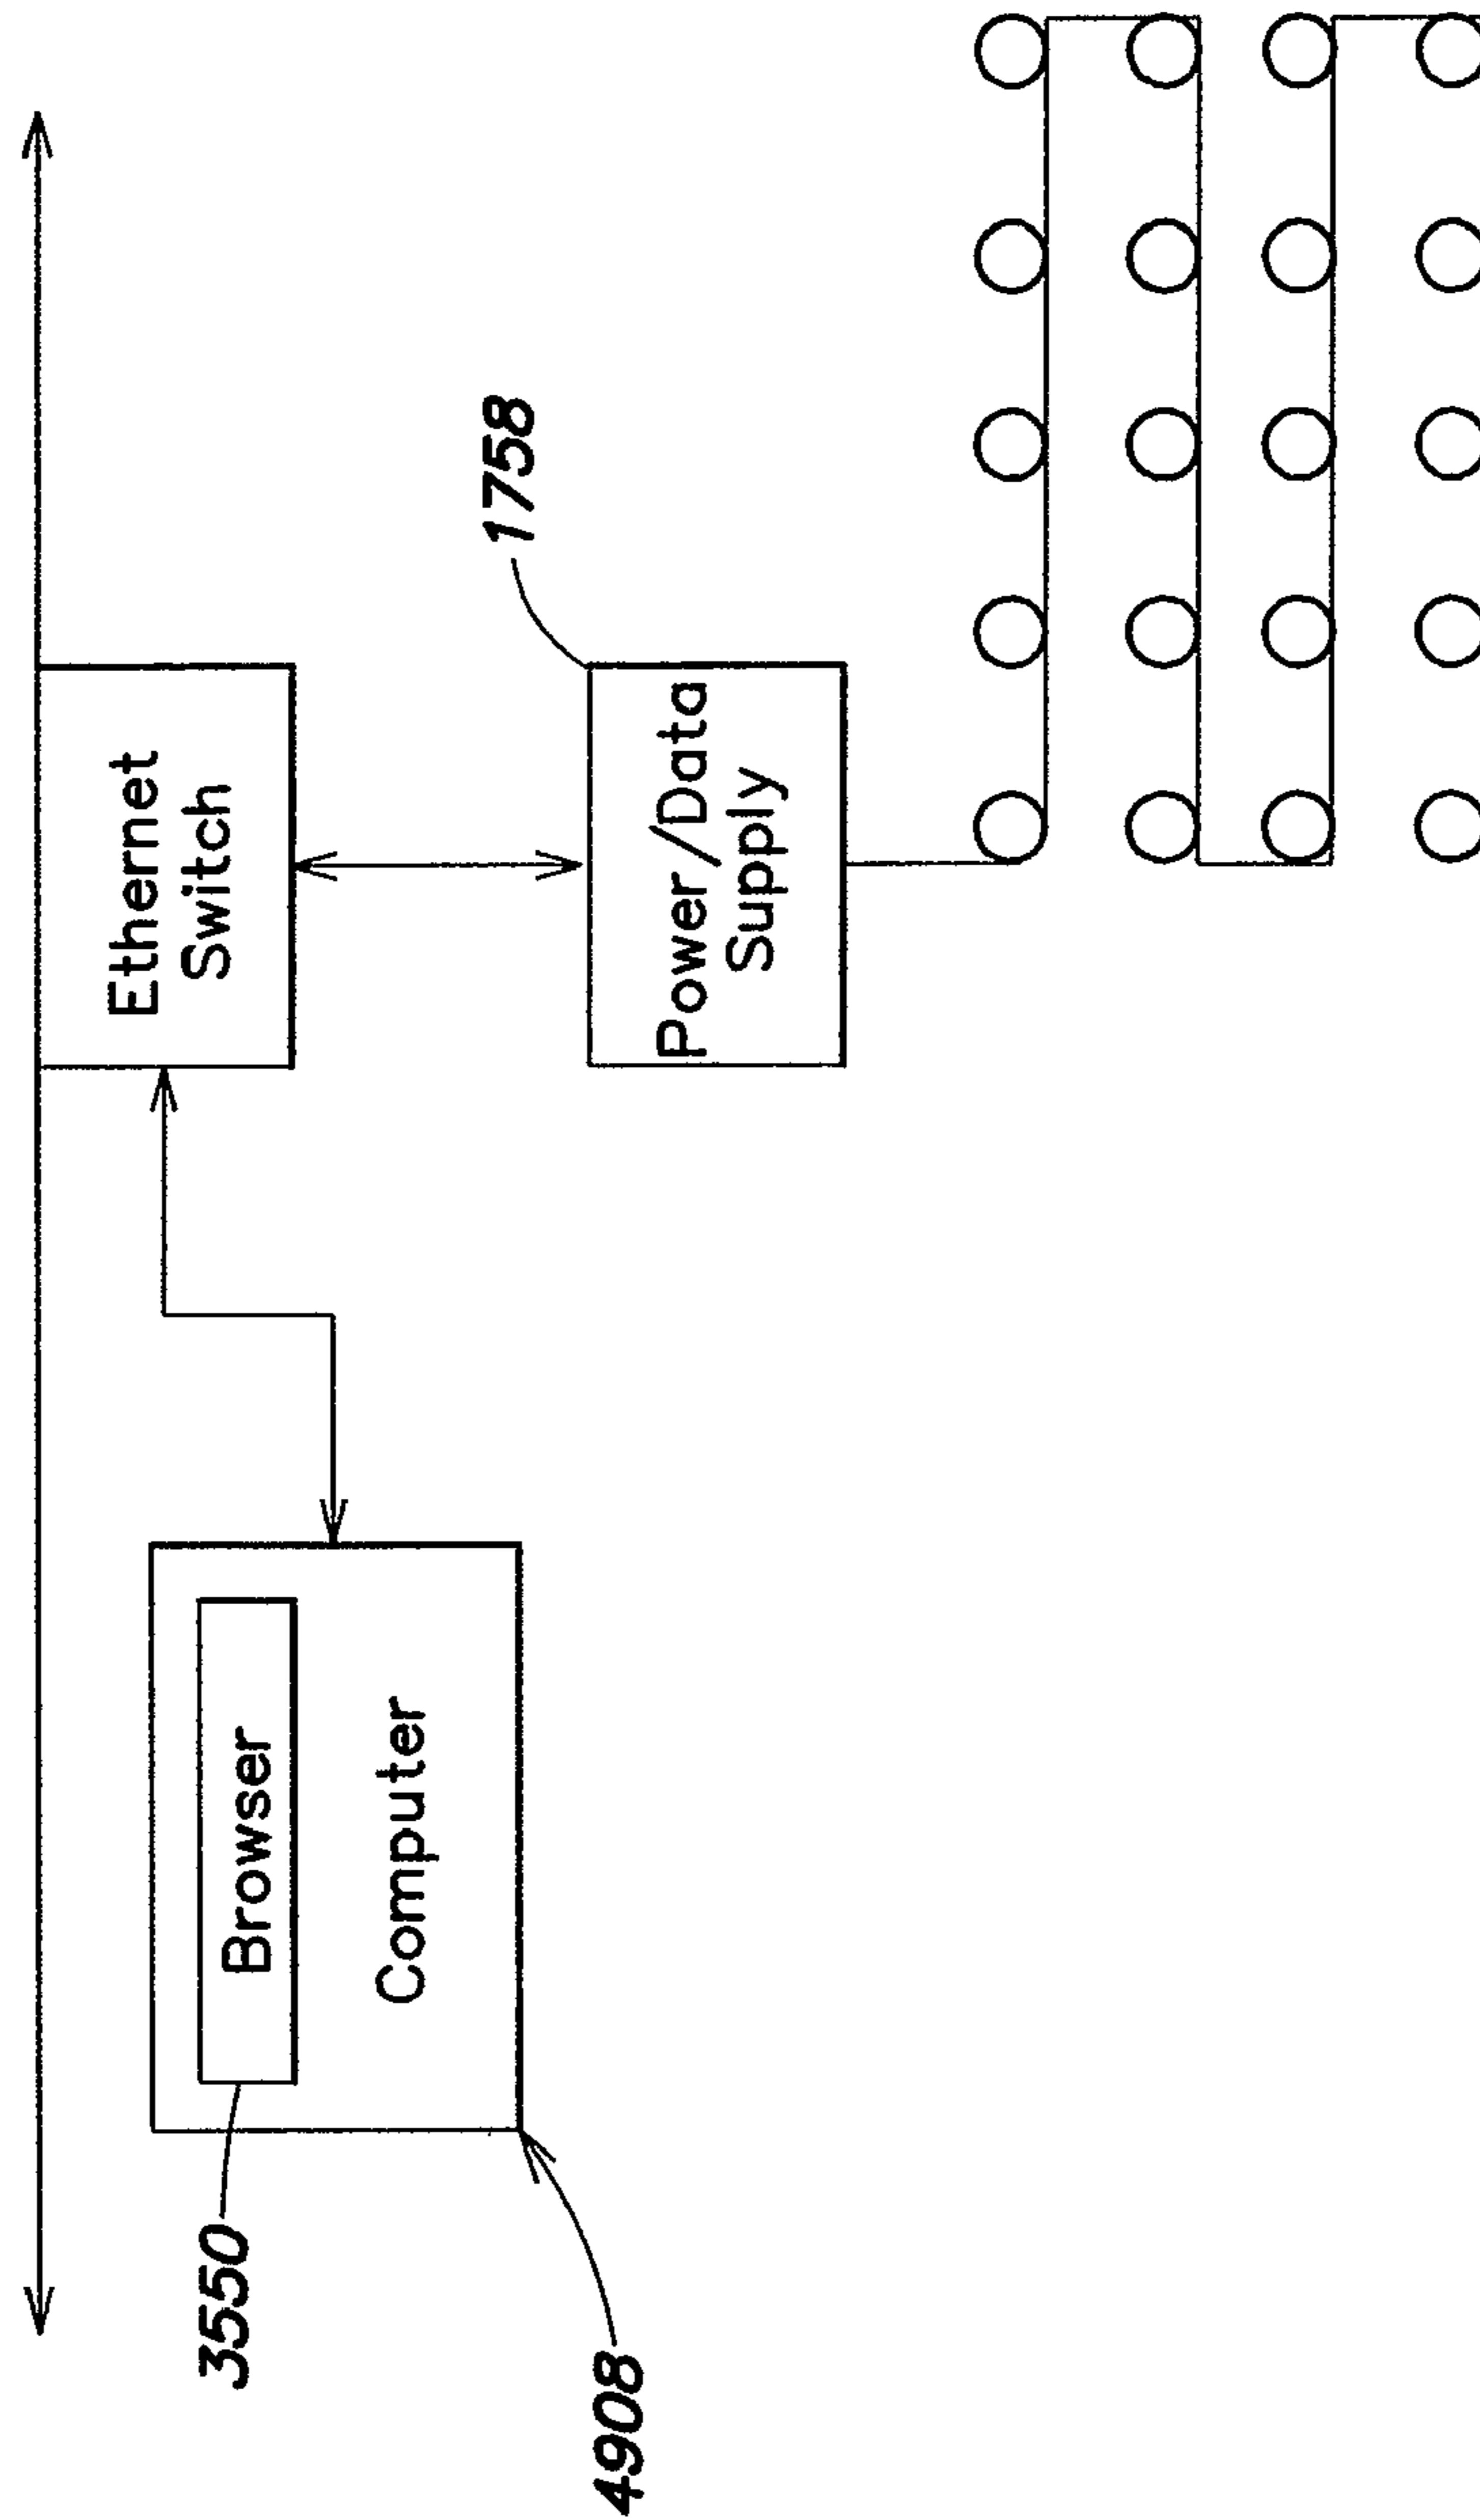 Ethernet
Switch
1758
Power/Data
Supply
3550
Browser
Computer
4908